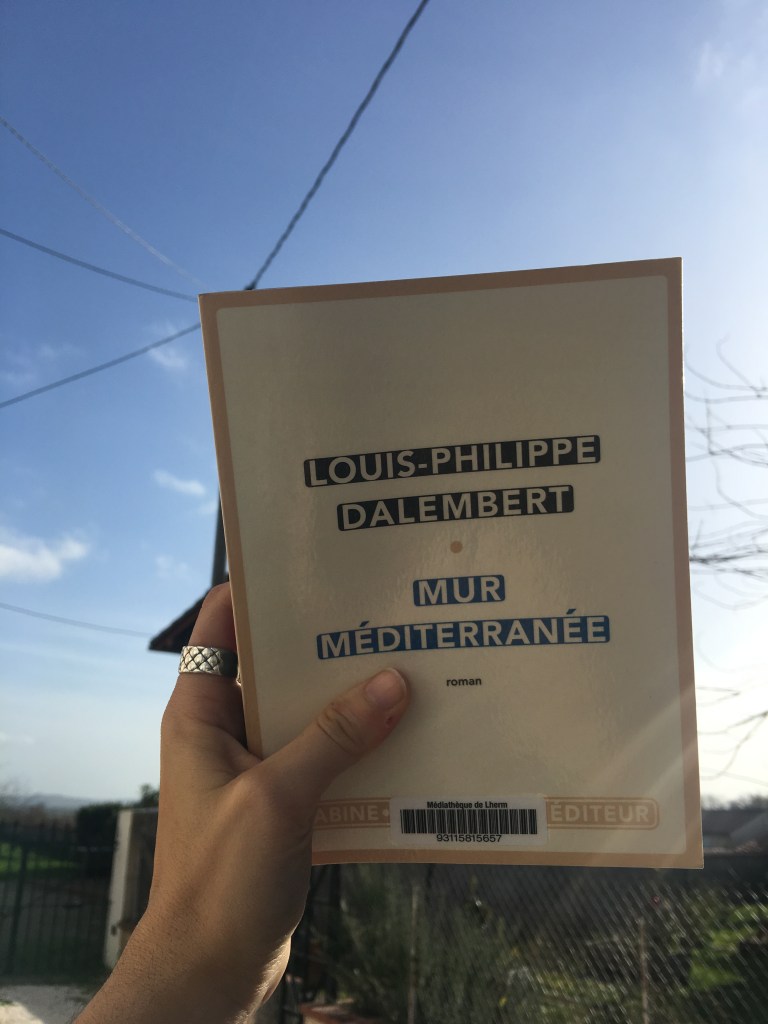 LOUIS-PHILIPPE
DALEMBERT
MUR
MÉDITERRANÉE
roman
ABINE • ÉDITEUR
Médiathèque de Lherm
93115815657